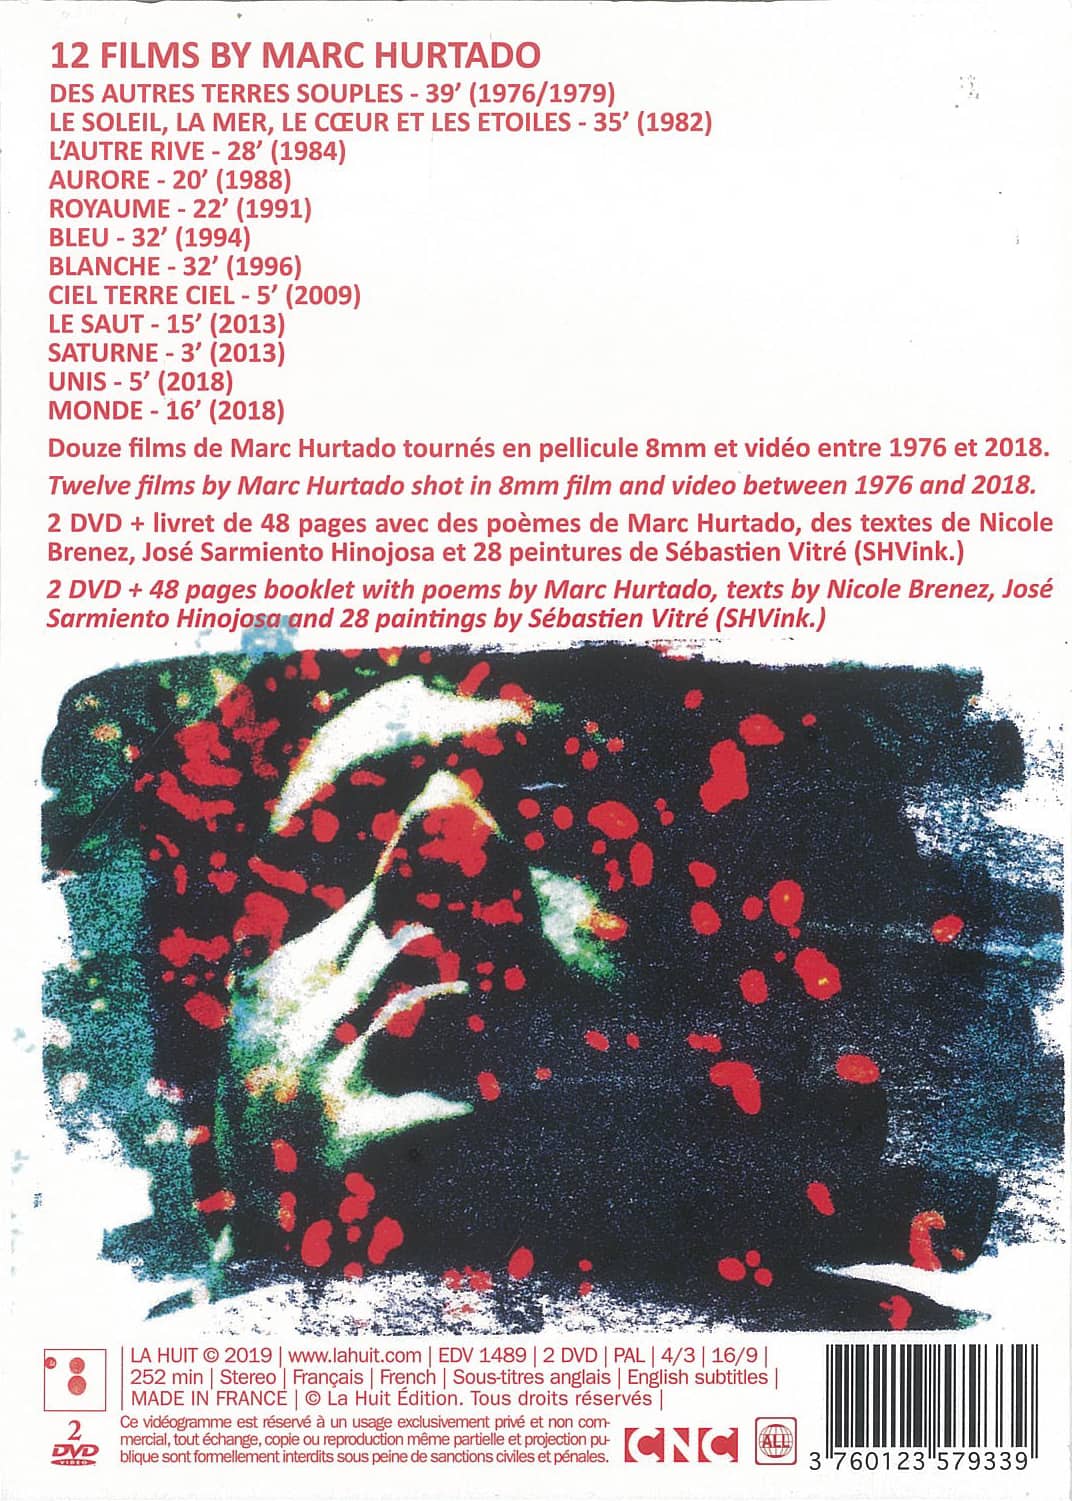 12 FILMS BY MARC HURTADO
DES AUTRES TERRES SOUPLES - 39’ (1976/1979)
LE SOLEIL, LA MER, LE CŒUR ET LES ETOILES - 35’ (1982)
L’AUTRE RIVE - 28’ (1984)
AURORE - 20’ (1988)
ROYAUME - 22’ (1991)
BLEU - 32’ (1994)
BLANCHE - 32’ (1996)
CIEL TERRE CIEL - 5’ (2009)
LE SAUT - 15’ (2013)
SATURNE - 3’ (2013)
UNIS - 5’ (2018)
MONDE - 16’ (2018)
Douze films de Marc Hurtado tournés en pellicule 8mm et vidéo entre 1976 et 2018.
Twelve films by Marc Hurtado shot in 8mm film and video between 1976 and 2018.
2 DVD + livret de 48 pages avec des poèmes de Marc Hurtado, des textes de Nicole
Brenez, José Sarmiento Hinojosa et 28 peintures de Sébastien Vitré (SHVink.)
2 DVD + 48 pages booklet with poems by Marc Hurtado, texts by Nicole Brenez, José
Sarmiento Hinojosa and 28 paintings by Sébastien Vitré (SHVink.)
| LA HUIT © 2019 | www.lahuit.com | EDV 1489 | 2 DVD | PAL | 4/3 | 16/9 |
| 252 min | Stereo | Français | French | Sous-titres anglais | English subtitles |
| MADE IN FRANCE | © La Huit Édition. Tous droits réservés |
Ce vidéogramme est réservé à un usage exclusivement privé et non com-
mercial, tout échange, copie ou reproduction même partielle et projection pu-
blique sont formellement interdits sous peine de sanctions civiles et pénales.
2
DVD
VIDEO
CNC
ALL
3 760123 579339